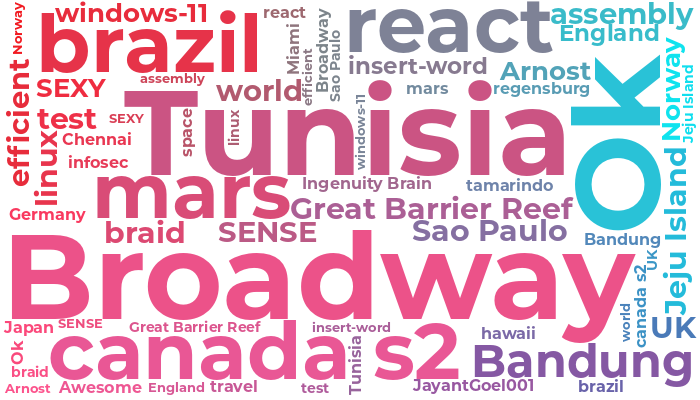 windows-11
react
Norway
brazil
Miami
Broadway
react
assembly
England
efficient
SEXY
assembly
world
efficient
Sao Paulo
insert-word
Arnost
Norway
Jeju Island
test
SEXY
space
linux
Tunisia
windows-11
mars
regensburg
Ok
Chennai
infosec
linux
mars
Ingenuity Brain
tamarindo
Great Barrier Reef
Germany
braid
SENSE
Sao Paulo
Bandung
Jeju Island
Broadway
UK
canada s2
world
Japan
SENSE
Great Barrier Reef
insert-word
hawaii
UK
Ok
canada s2
Tunisia
Bandung
braid
Arnost
Awesome
England
travel
test
JayantGoel001
brazil